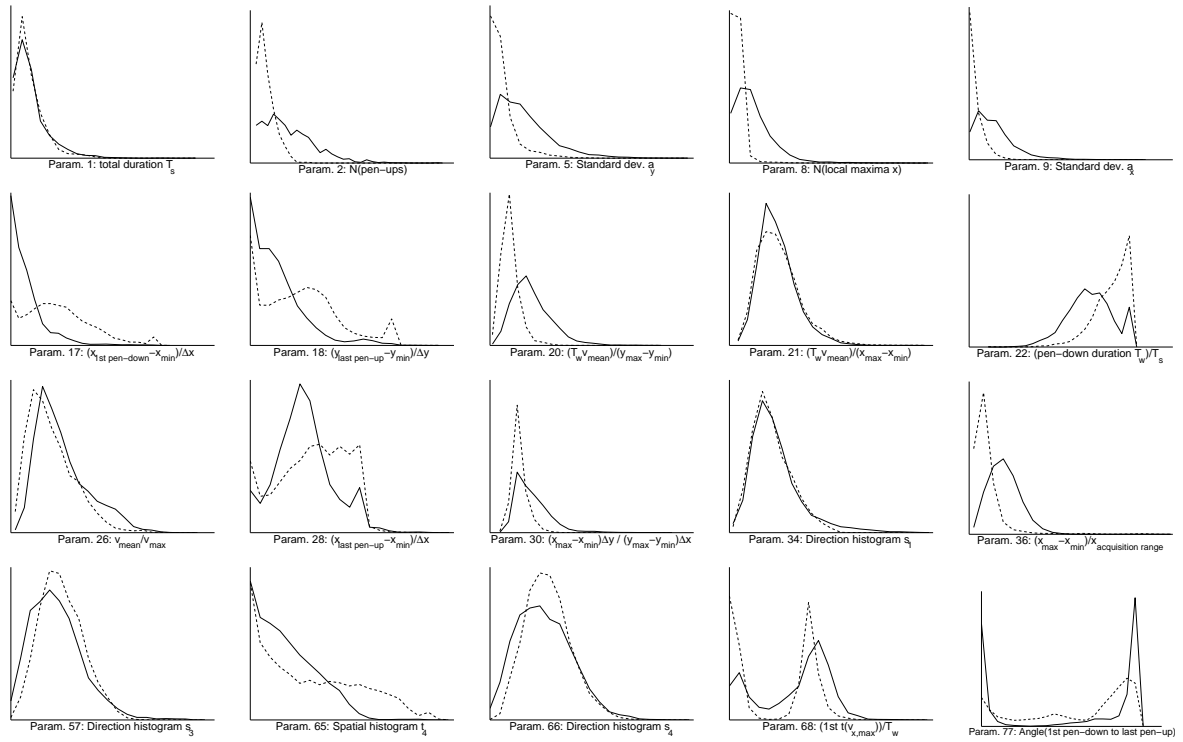 Param. 1: total duration T_s
Param. 2: N(pen−ups)
Param. 5: Standard dev. a_y
Param. 8: N(local maxima x)
Param. 9: Standard dev. a_x
Param. 17: (x_1st pen−down−x_min)/Δx
Param. 18: (y_last pen−up−y_min)/Δy
Param. 20: (T_w v_mean)/(y_max−y_min)
Param. 21: (T_w v_mean)/(x_max−x_min)
Param. 22: (pen−down duration T_w)/T_s
Param. 26: v_mean/v_max
Param. 28: (x_last pen−up−x_min)/Δx
Param. 30: (x_max−x_min)Δy / (y_max−y_min)Δx
Param. 34: Direction histogram s_1
Param. 36: (x_max−x_min)/x_acquisition range
Param. 57: Direction histogram s_3
Param. 65: Spatial histogram t_4
Param. 66: Direction histogram s_4
Param. 68: (1st t(v_x,max))/T_w
Param. 77: Angle(1st pen−down to last pen−up)